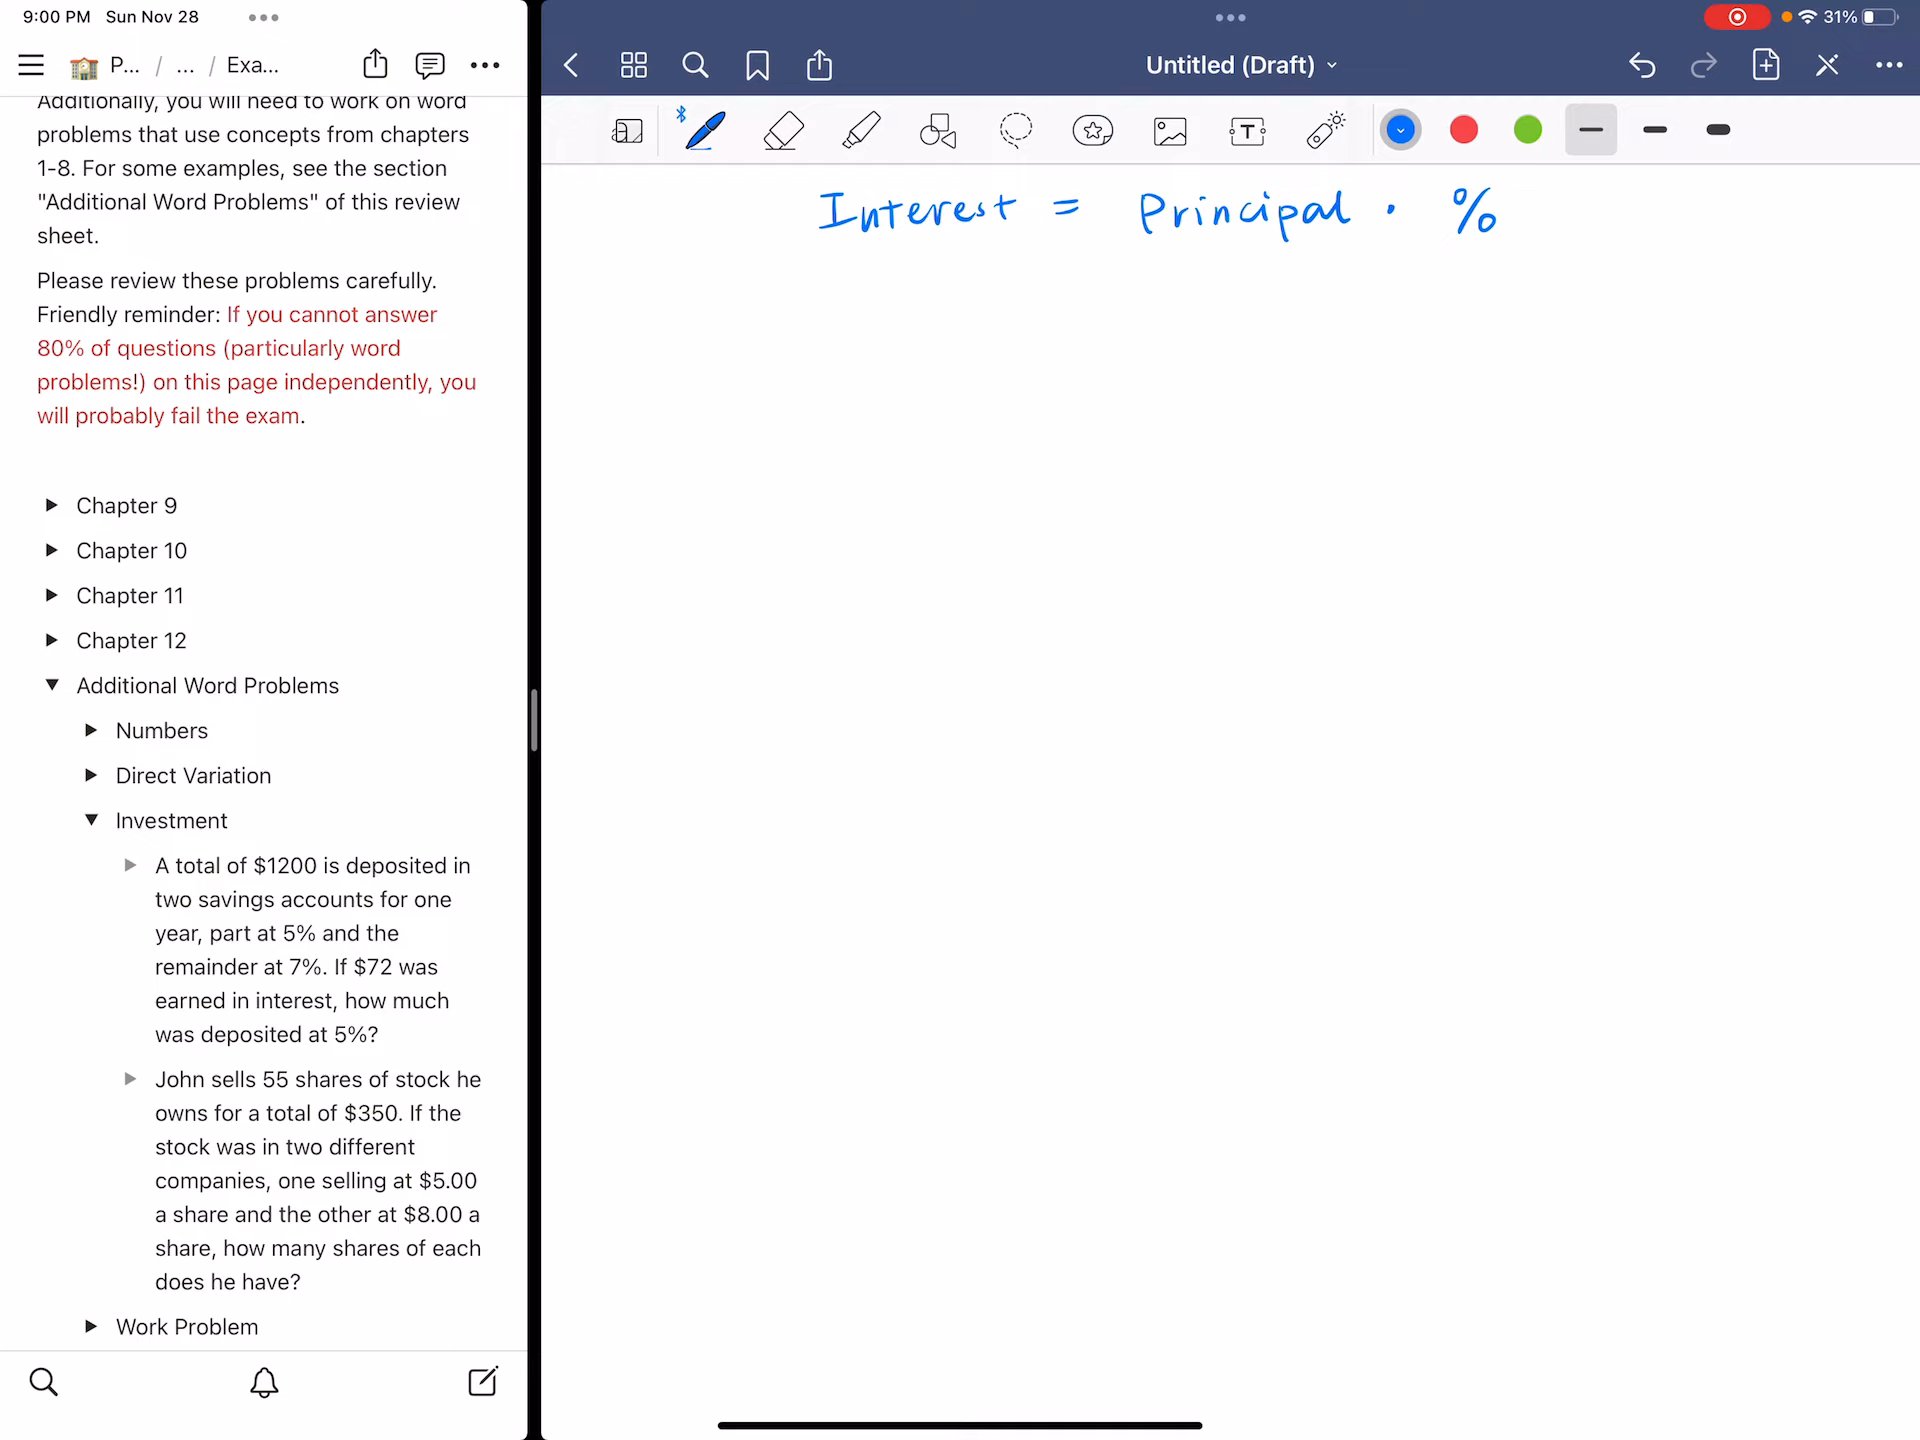 9:00 PM Sun Nov 28
31%
P... / ... / Exa...
Untitled (Draft)
Additionally, you will need to work on word
problems that use concepts from chapters
1-8. For some examples, see the section
"Additional Word Problems" of this review
sheet.
Please review these problems carefully.
Friendly reminder: If you cannot answer
80% of questions (particularly word
problems!) on this page independently, you
will probably fail the exam.
Chapter 9
Chapter 10
Chapter 11
Chapter 12
Additional Word Problems
Numbers
Direct Variation
Investment
A total of $1200 is deposited in
two savings accounts for one
year, part at 5% and the
remainder at 7%. If $72 was
earned in interest, how much
was deposited at 5%?
John sells 55 shares of stock he
owns for a total of $350. If the
stock was in two different
companies, one selling at $5.00
a share and the other at $8.00 a
share, how many shares of each
does he have?
Work Problem
Interest = Principal · %